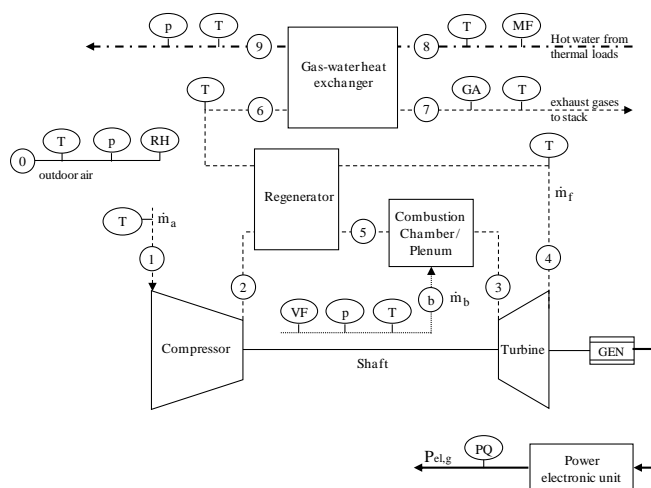 p
T
9
8
T
MF
Hot water from
thermal loads
Gas-water heat
exchanger
T
6
7
GA
T
exhaust gases
to stack
0
T
p
RH
outdoor air
T
Regenerator
ṁf
T
ṁa
5
Combustion
Chamber/
Plenum
1
2
3
4
b
ṁb
VF
p
T
Compressor
Shaft
Turbine
GEN
Pel,g
PQ
Power
electronic unit